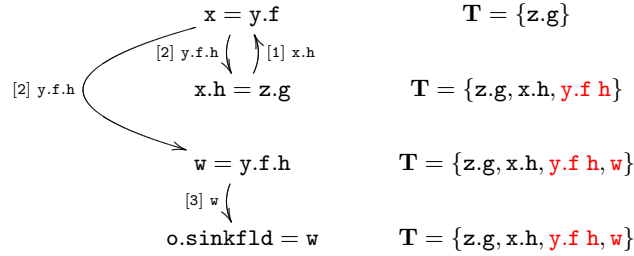 x = y.f T = {z.g}
[2] y.f.h [1] x.h
[2] y.f.h x.h = z.g T = {z.g, x.h, y.f h}
w = y.f.h T = {z.g, x.h, y.f h, w}
[3] w
o.sinkfld = w T = {z.g, x.h, y.f h, w}